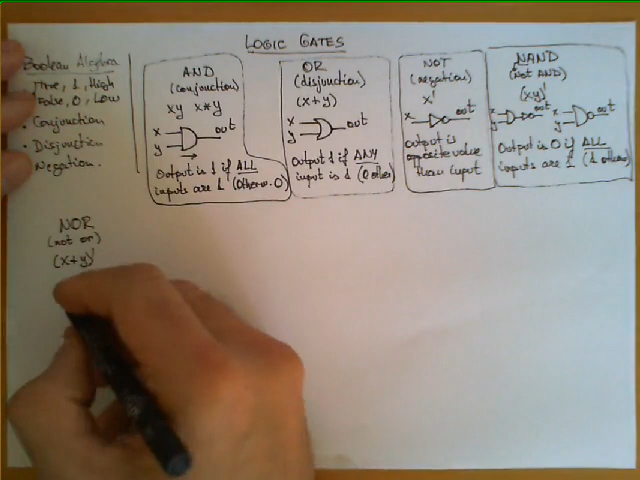 LOGIC GATES
Boolean Algebra
True, 1, High
False, 0, Low
· Conjunction
· Disjunction
Negation.
AND
(conjunction)
xy x*y
x
y
out
Output is 1 if ALL
inputs are 1 (Otherw. 0)
OR
(disjunction)
(x+y)
x
y
out
Output 1 if ANY
input is 1 (0 other)
NOT
(negation)
x'
x
out
Output is
opposite value
than input
NAND
(Not AND)
(xy)'
x
y
out
x
y
out
Output is 0 if ALL
inputs are 1 (1 other)
NOR
(not or)
(x+y)'